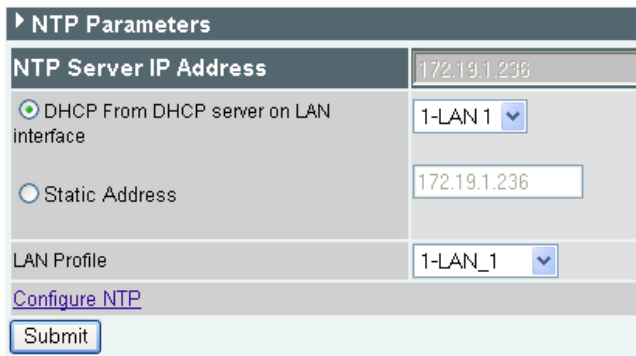 NTP Parameters
NTP Server IP Address 172.19.1.236
DHCP From DHCP server on LAN interface 1-LAN 1
Static Address 172.19.1.236
LAN Profile 1-LAN_1
Configure NTP
Submit